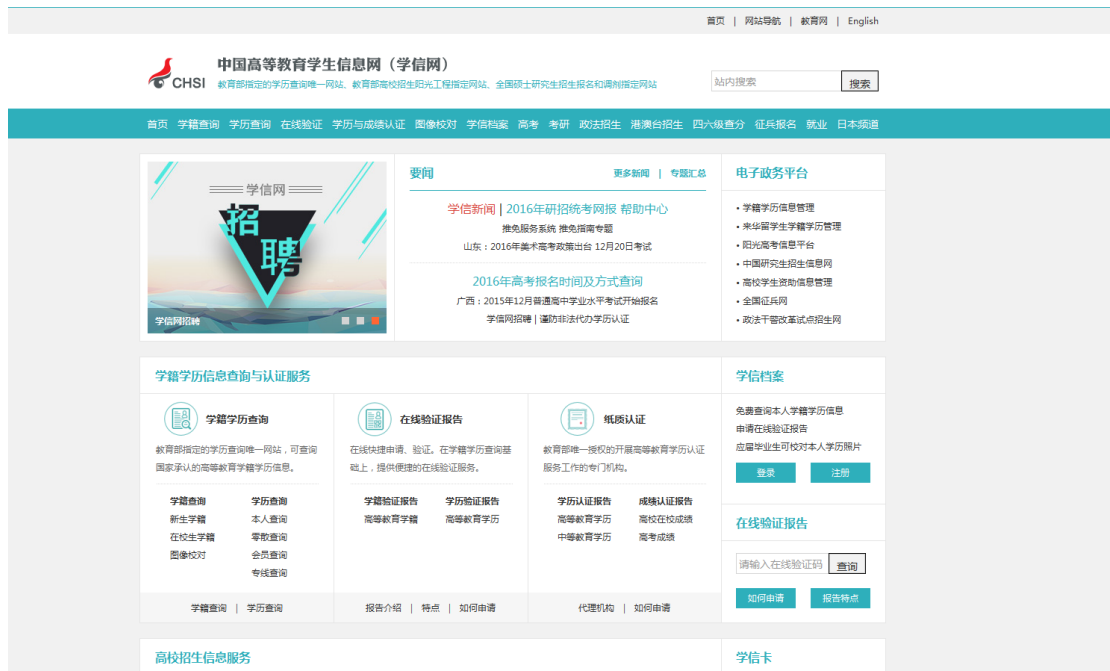 首页 | 网站导航 | 教育网 | English
CHSI
中国高等教育学生信息网（学信网）
教育部指定的学历查询唯一网站、教育部高校招生阳光工程指定网站、全国硕士研究生招生报名和调剂指定网站
站内搜索 搜索
首页 学籍查询 学历查询 在线验证 学历与成绩认证 图像校对 学信档案 高考 考研 政法招生 港澳台招生 四六级查分 征兵报名 就业 日本频道
学信网
招
聘
学信网招聘
要闻 更多新闻 | 专题汇总
学信新闻 | 2016年研招统考网报 帮助中心
推免服务系统 推免指南专题
山东：2016年美术高考政策出台 12月20日考试
2016年高考报名时间及方式查询
广西：2015年12月普通高中学业水平考试开始报名
学信网招聘 | 谨防非法代办学历认证
电子政务平台
• 学籍学历信息管理
• 来华留学生学籍学历管理
• 阳光高考信息平台
• 中国研究生招生信息网
• 高校学生资助信息管理
• 全国征兵网
• 政法干警改革试点招生网
学籍学历信息查询与认证服务
学籍学历查询
教育部指定的学历查询唯一网站，可查询
国家承认的高等教育学籍学历信息。
学籍查询 学历查询
新生学籍 本人查询
在校生学籍 零散查询
图像校对 会员查询
专线查询
学籍查询 | 学历查询
在线验证报告
在线快捷申请、验证。在学籍学历查询基
础上，提供便捷的在线验证服务。
学籍验证报告 学历验证报告
高等教育学籍 高等教育学历
报告介绍 | 特点 | 如何申请
纸质认证
教育部唯一授权的开展高等教育学历认证
服务工作的专门机构。
学历认证报告 成绩认证报告
高等教育学历 高校在校成绩
中等教育学历 高考成绩
代理机构 | 如何申请
学信档案
免费查询本人学籍学历信息
申请在线验证报告
应届毕业生可校对本人学历照片
登录 注册
在线验证报告
请输入在线验证码 查询
如何申请 报告特点
高校招生信息服务
学信卡